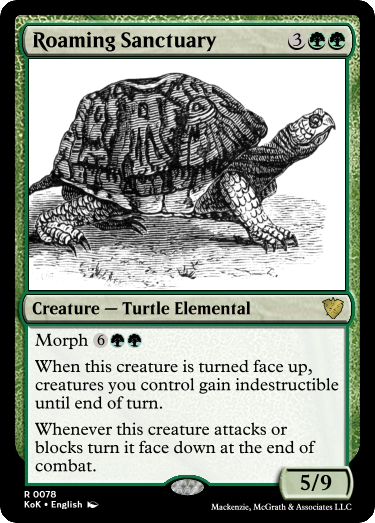 Roaming Sanctuary 3
Creature — Turtle Elemental
Morph 6
When this creature is turned face up,
creatures you control gain indestructible
until end of turn.
Whenever this creature attacks or
blocks turn it face down at the end of
combat.
5/9
R 0078
KoK • English
Mackenzie, McGrath & Associates LLC